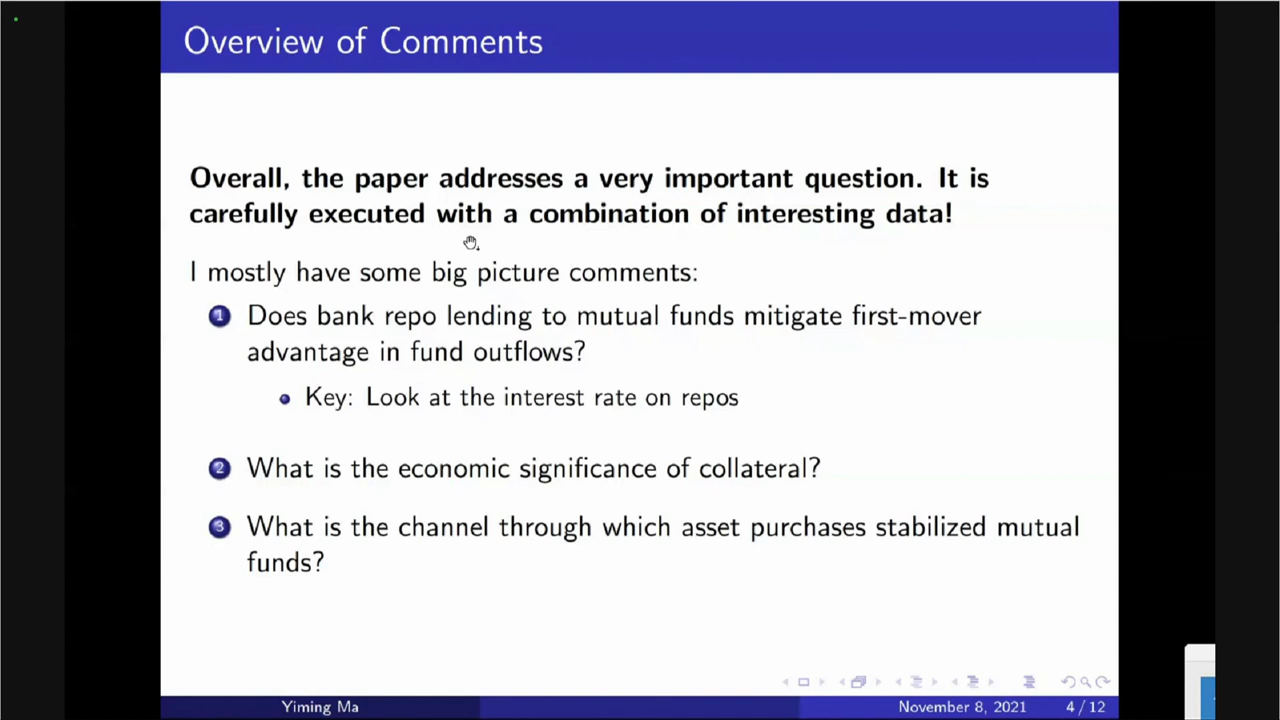 Overview of Comments
Overall, the paper addresses a very important question. It is
carefully executed with a combination of interesting data!
I mostly have some big picture comments:
1 Does bank repo lending to mutual funds mitigate first-mover
advantage in fund outflows?
Key: Look at the interest rate on repos
2 What is the economic significance of collateral?
3 What is the channel through which asset purchases stabilized mutual
funds?
Yiming Ma November 8, 2021 4 / 12